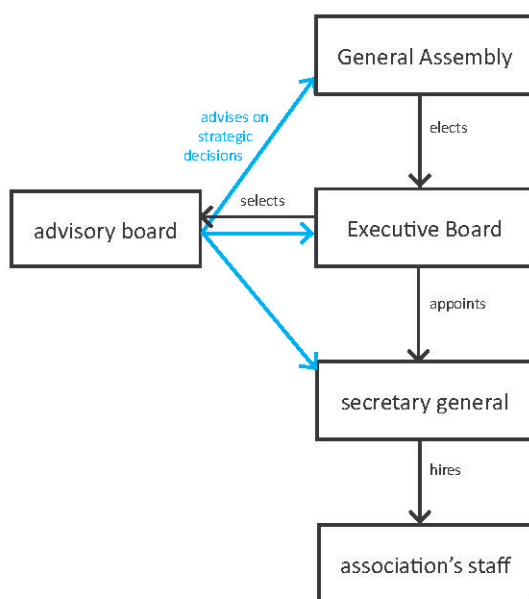 General Assembly
advises on
strategic
decisions
elects
selects
advisory board
Executive Board
appoints
secretary general
hires
association's staff